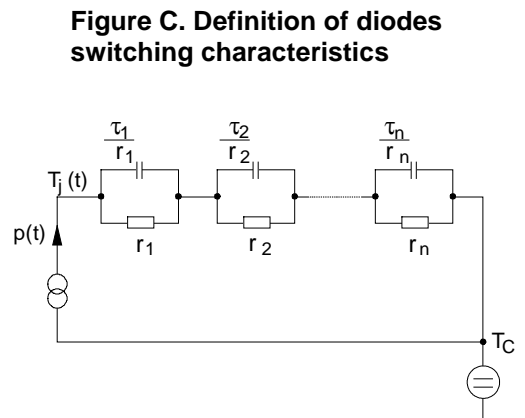 Figure C. Definition of diodes
switching characteristics
τ1 τ2 τn
r1 r2 rn
Tj (t)
p(t)
r1 r2 rn
TC